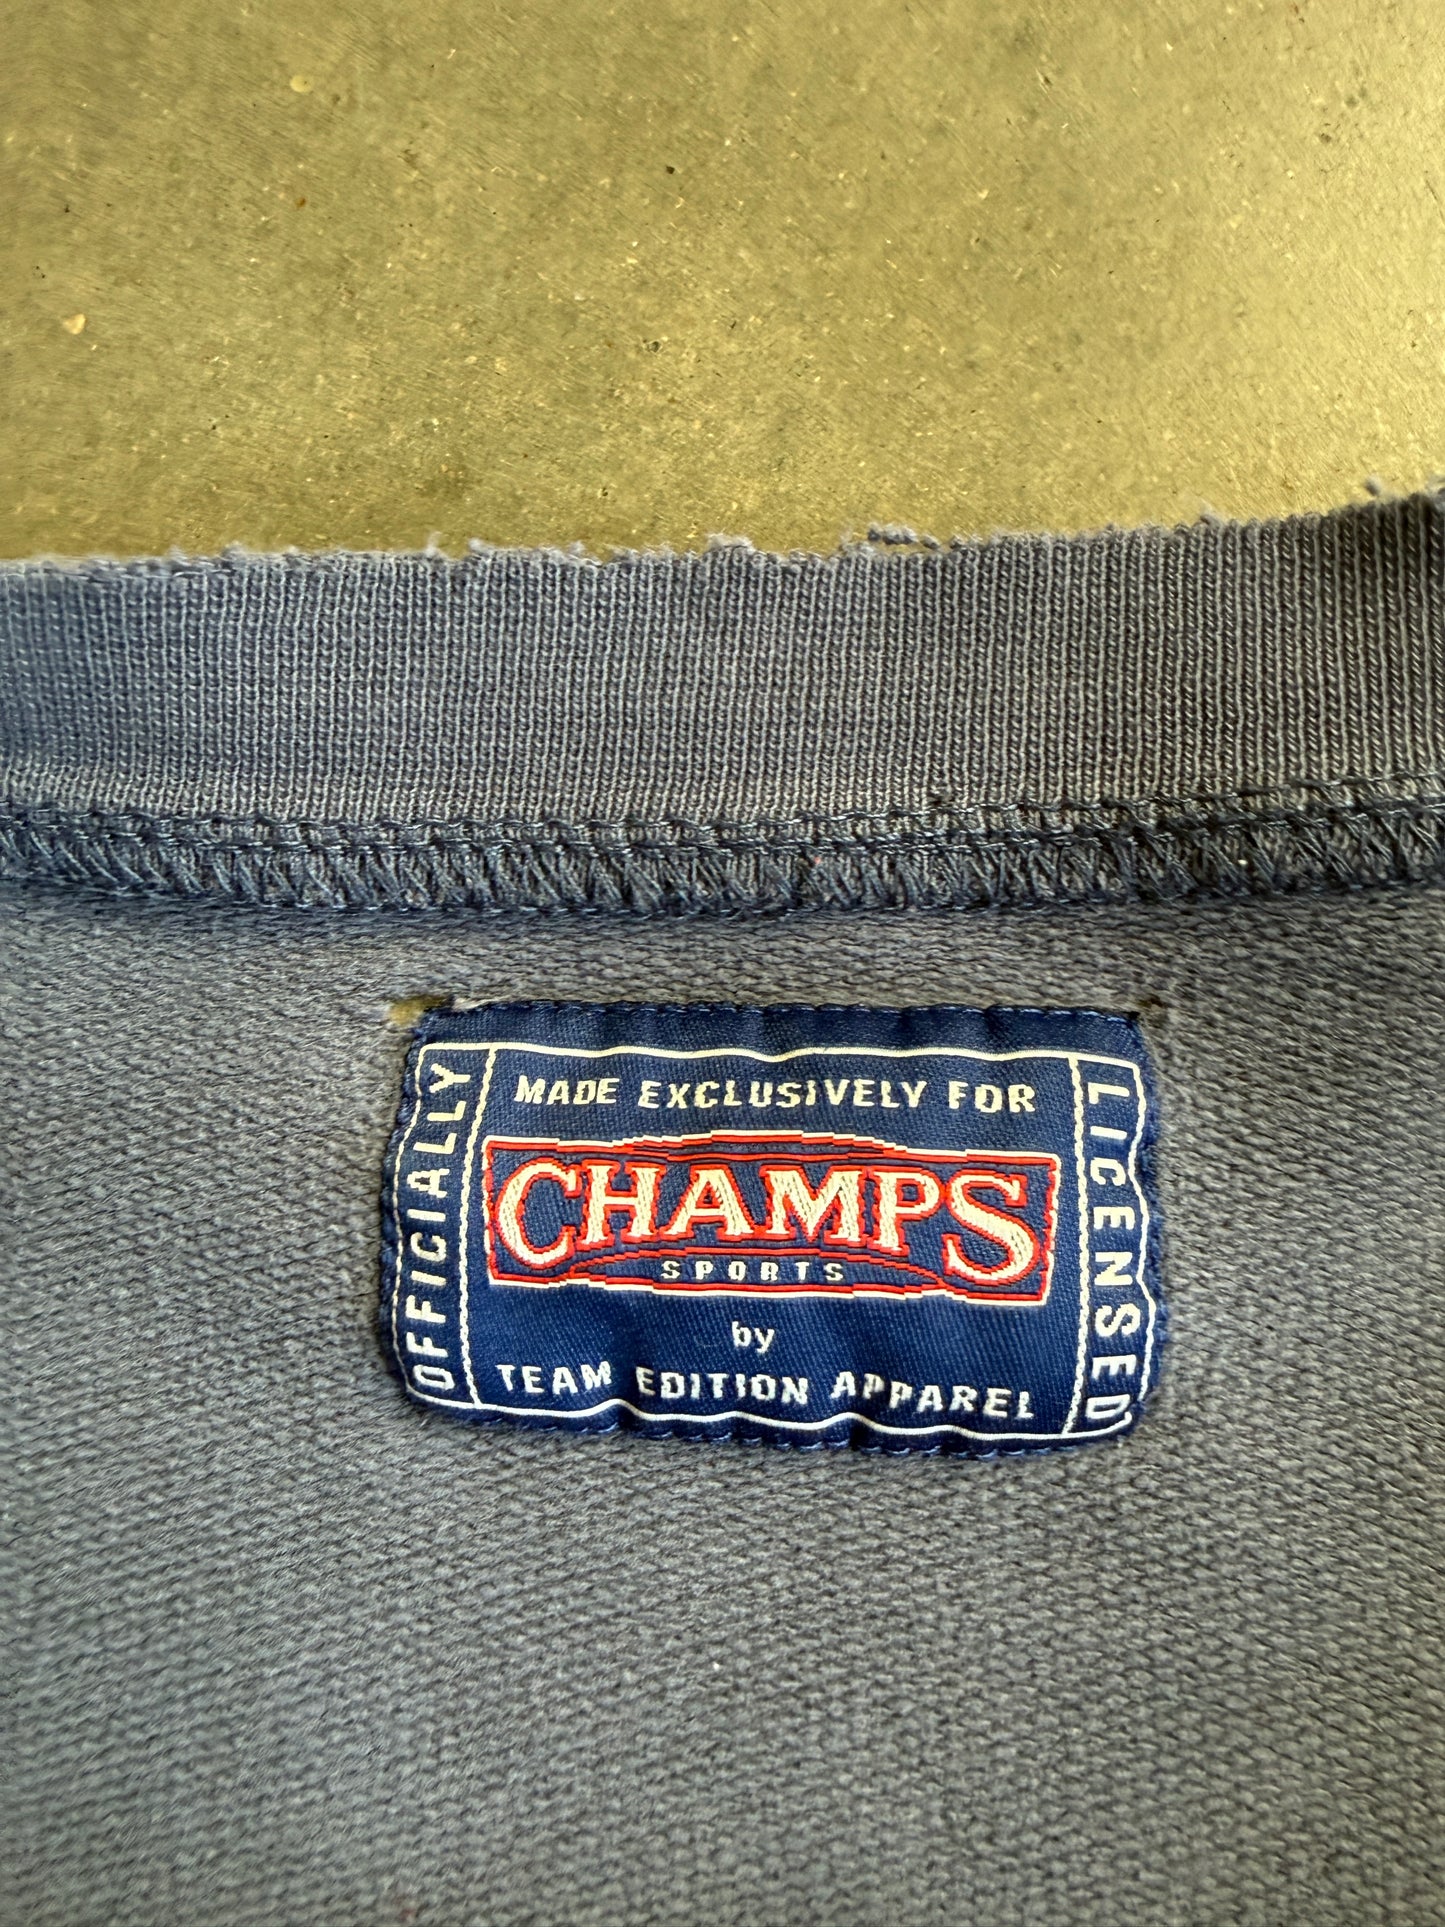 OFFICIALLY
MADE EXCLUSIVELY FOR
CHAMPS
SPORTS
by
TEAM EDITION APPAREL
LICENSED